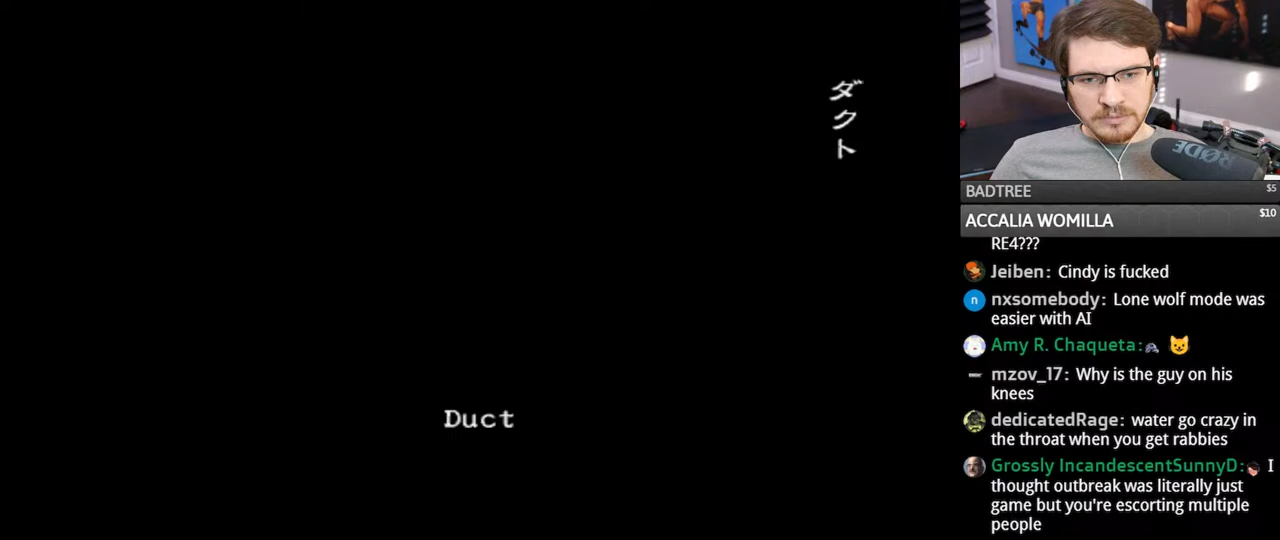 ダクト
Duct
RØDE
BADTREE $5
ACCALIA WOMILLA $10
RE4???
Jeiben: Cindy is fucked
nxsomebody: Lone wolf mode was
easier with AI
Amy R. Chaqueta: 😺
mzov_17: Why is the guy on his
knees
dedicatedRage: water go crazy in
the throat when you get rabbies
Grossly IncandescentSunnyD: I
thought outbreak was literally just
game but you're escorting multiple
people